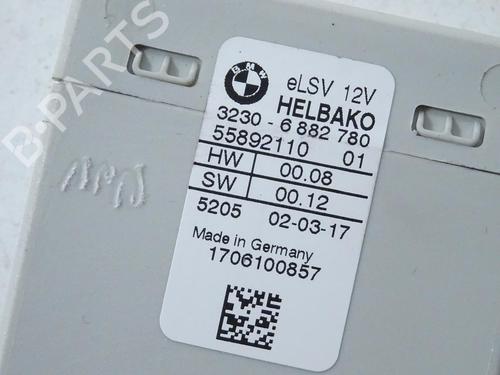 B-PARTS
BMW
eLSV 12V
HELBAKO
3230 - 6 882 780
55892110 01
HW 00.08
SW 00.12
5205 02-03-17
Made in Germany
1706100857